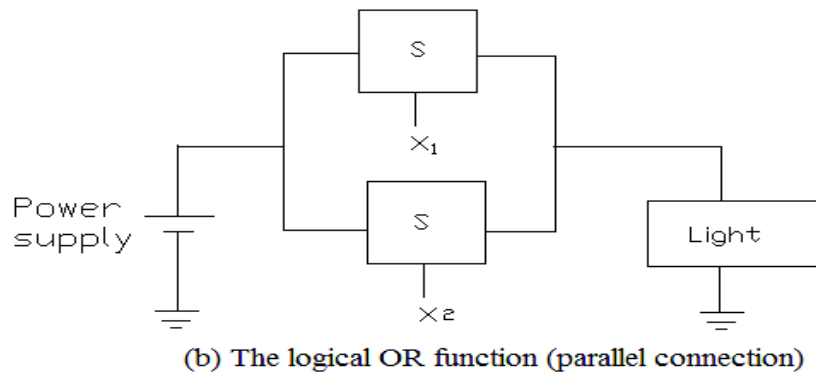 S
X₁
Power
supply
S
Light
X2
(b) The logical OR function (parallel connection)